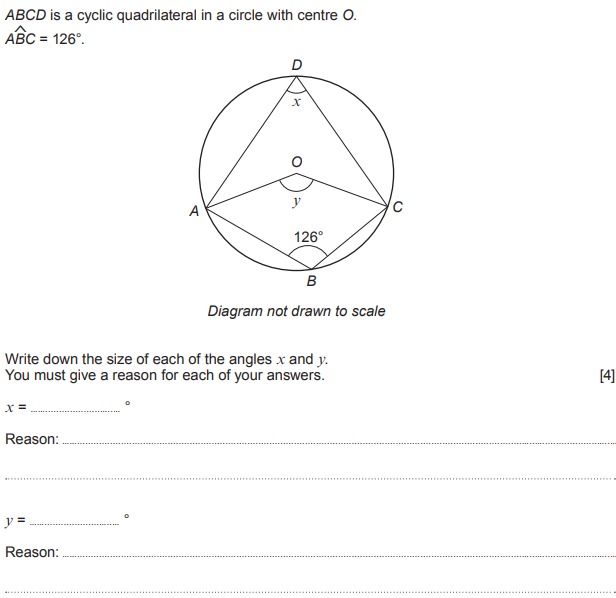 ABCD is a cyclic quadrilateral in a circle with centre O.
AB̂C = 126°.
D
x
O
y
A
C
126°
B
Diagram not drawn to scale
Write down the size of each of the angles x and y.
You must give a reason for each of your answers. [4]
x = .................................. °
Reason: ..................................................................
..................................................................
y = .................................. °
Reason: ..................................................................
..................................................................